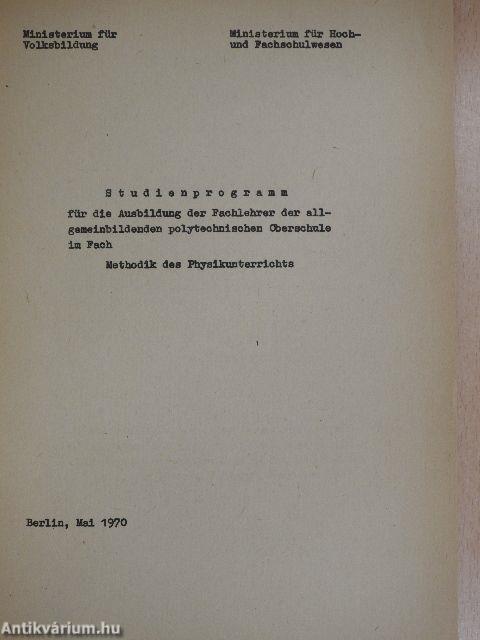 Ministerium für
Volksbildung
Ministerium für Hoch-
und Fachschulwesen
S t u d i e n p r o g r a m m
für die Ausbildung der Fachlehrer der all-
gemeinbildenden polytechnischen Oberschule
im Fach
Methodik des Physikunterrichts
Berlin, Mai 1970
Antikvárium.hu